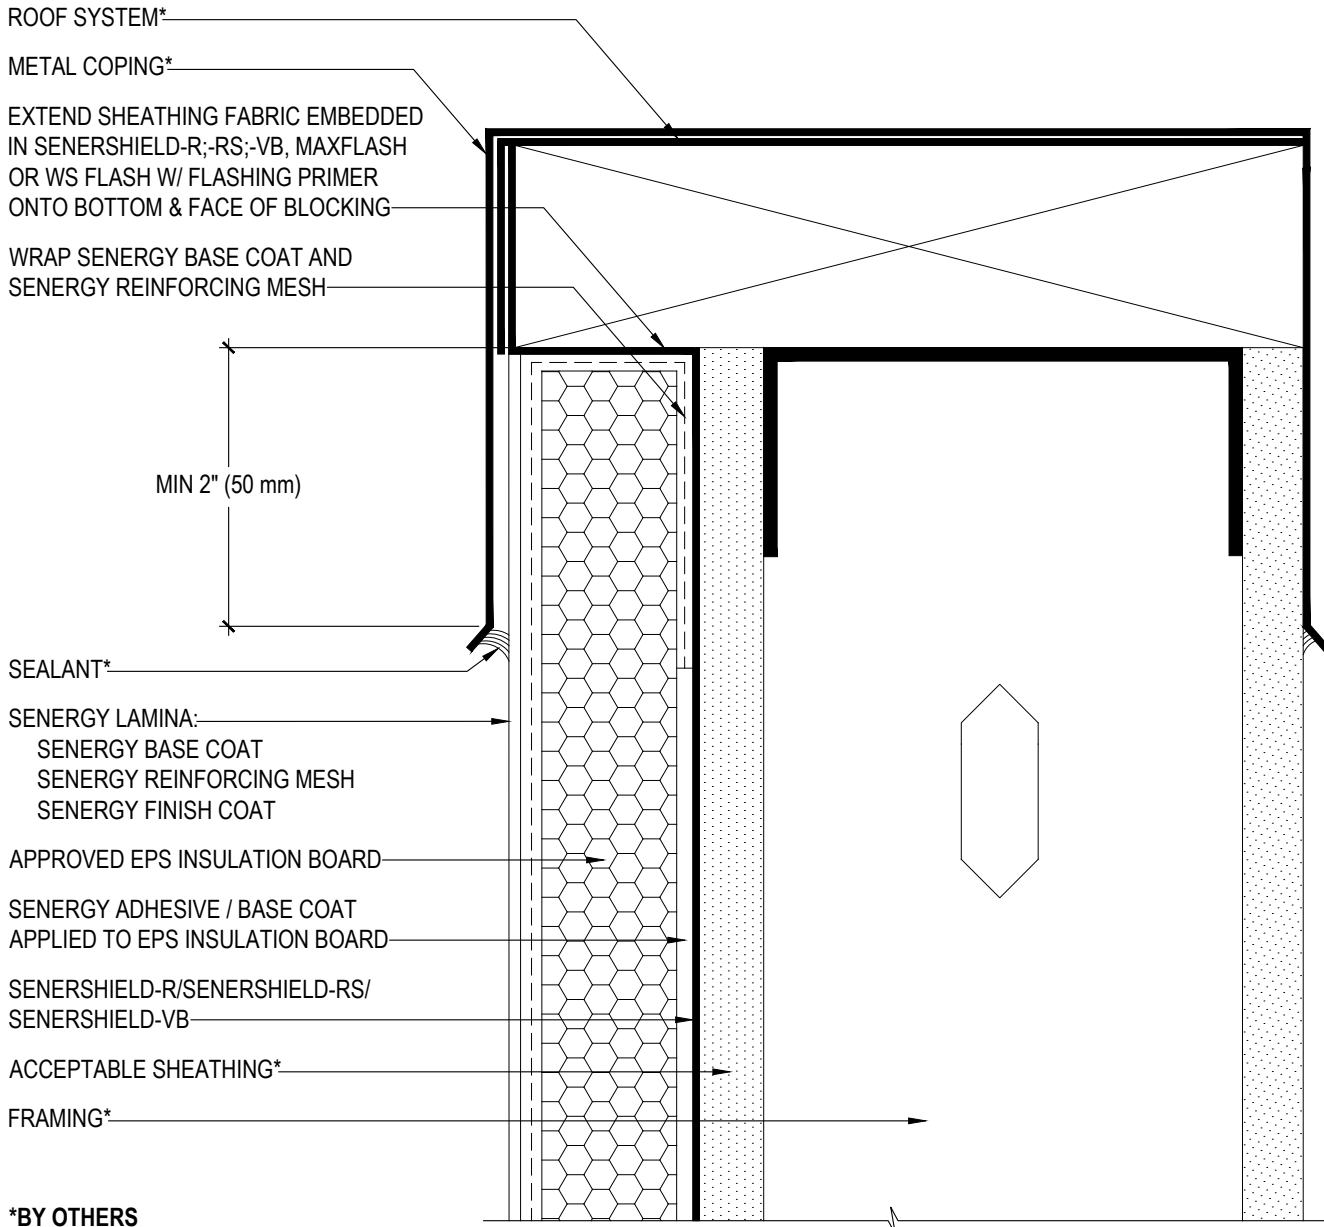 ROOF SYSTEM*
METAL COPING*
EXTEND SHEATHING FABRIC EMBEDDED
IN SENERSHIELD-R;-RS;-VB, MAXFLASH
OR WS FLASH W/ FLASHING PRIMER
ONTO BOTTOM & FACE OF BLOCKING
WRAP SENERGY BASE COAT AND
SENERGY REINFORCING MESH
MIN 2" (50 mm)
SEALANT*
SENERGY LAMINA:
SENERGY BASE COAT
SENERGY REINFORCING MESH
SENERGY FINISH COAT
APPROVED EPS INSULATION BOARD
SENERGY ADHESIVE / BASE COAT
APPLIED TO EPS INSULATION BOARD
SENERSHIELD-R/SENERSHIELD-RS/
SENERSHIELD-VB
ACCEPTABLE SHEATHING*
FRAMING*
*BY OTHERS